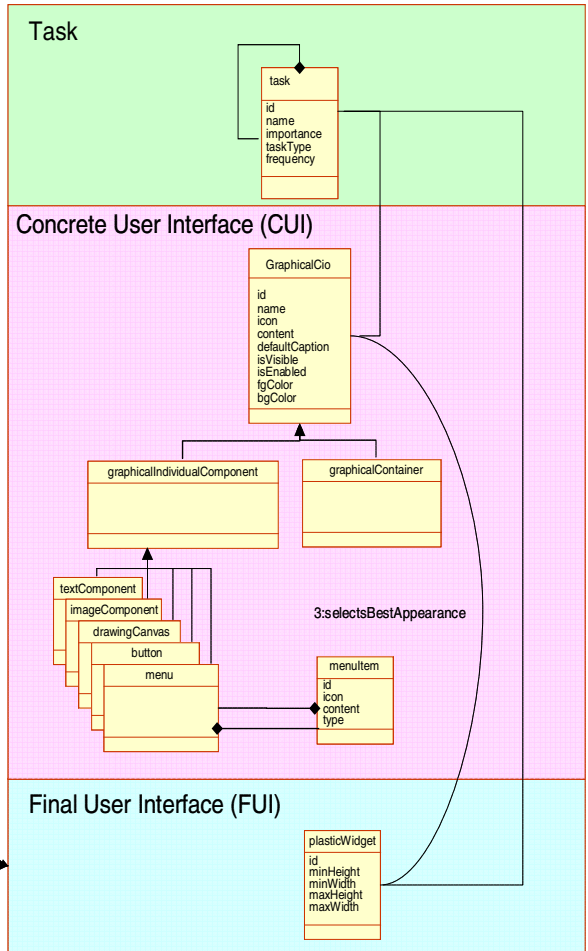 Task
task
id
name
importance
taskType
frequency
Concrete User Interface (CUI)
GraphicalCio
id
name
icon
content
defaultCaption
isVisible
isEnabled
fgColor
bgColor
graphicalIndividualComponent
graphicalContainer
textComponent
imageComponent
drawingCanvas
button
menu
3:selectsBestAppearance
menuItem
id
icon
content
type
Final User Interface (FUI)
plasticWidget
id
minHeight
minWidth
maxHeight
maxWidth